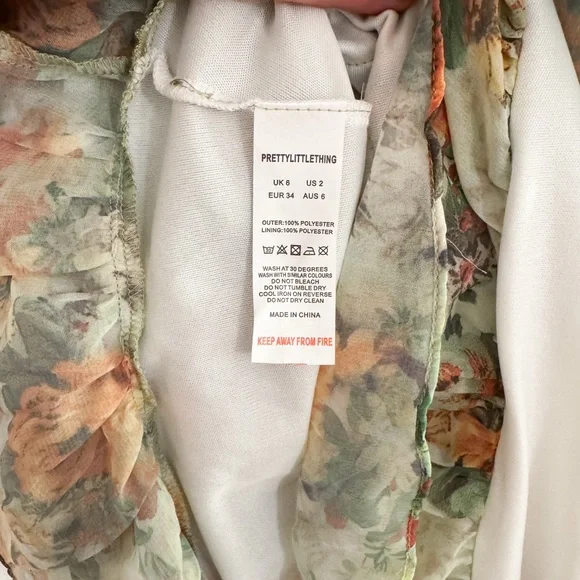 PRETTYLITTLETHING
UK 6 US 2
EUR 34 AUS 6
OUTER:100% POLYESTER
LINING:100% POLYESTER
WASH AT 30 DEGREES
WASH WITH SIMILAR COLOURS
DO NOT BLEACH
DO NOT TUMBLE DRY
COOL IRON ON REVERSE
DO NOT DRY CLEAN
MADE IN CHINA
KEEP AWAY FROM FIRE